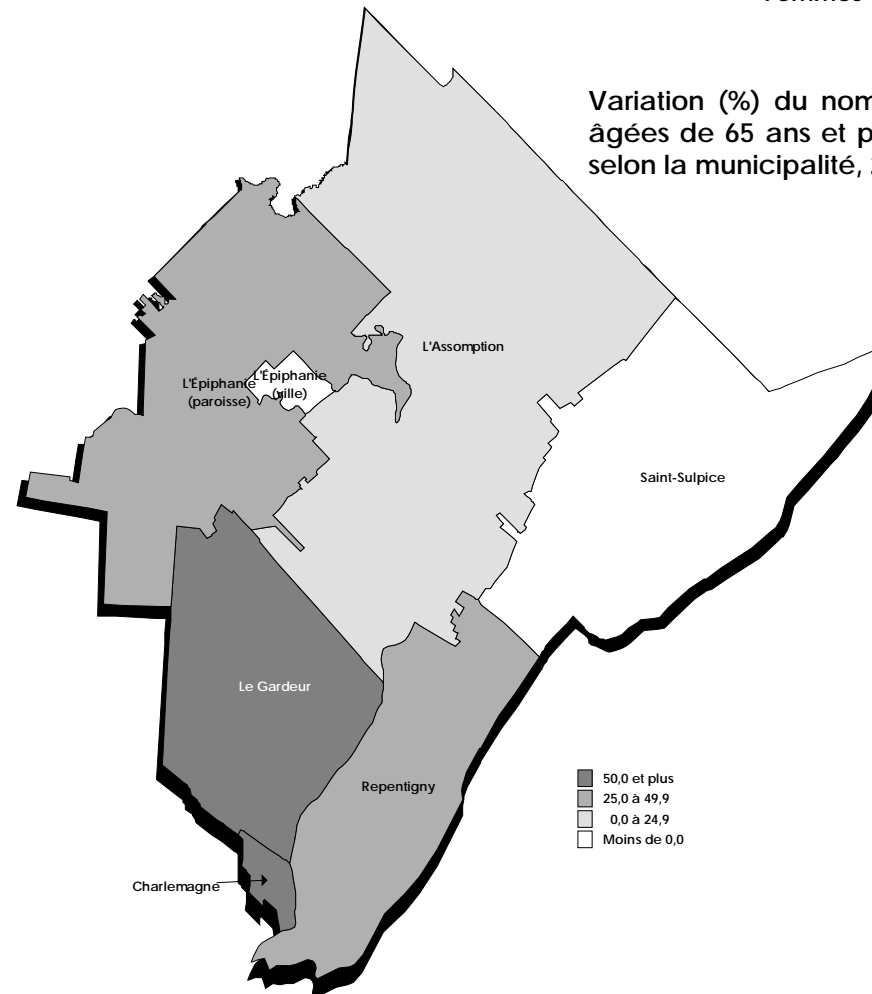 Variation (%) du nom
âgées de 65 ans et p
selon la municipalité,
L'Assomption
L'Épiphanie
(ville)
L'Épiphanie
(paroisse)
Saint-Sulpice
Le Gardeur
Repentigny
Charlemagne
50,0 et plus
25,0 à 49,9
0,0 à 24,9
Moins de 0,0